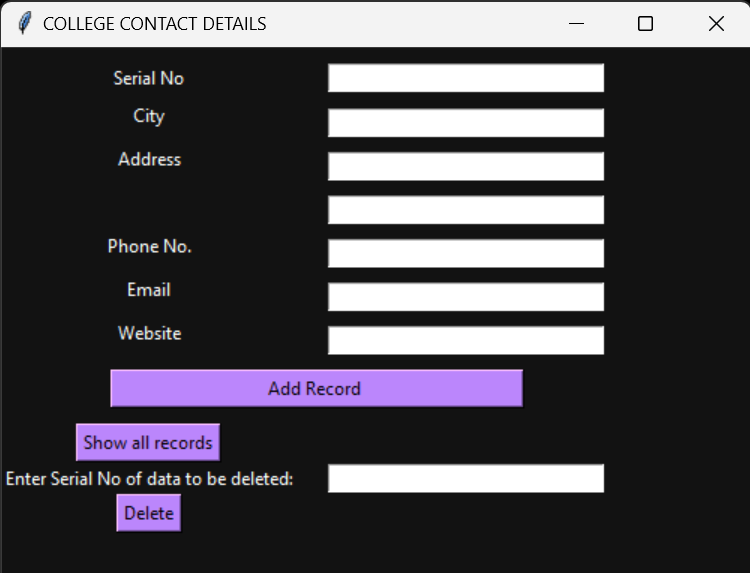 COLLEGE CONTACT DETAILS
Serial No
City
Address
Phone No.
Email
Website
Add Record
Show all records
Enter Serial No of data to be deleted:
Delete